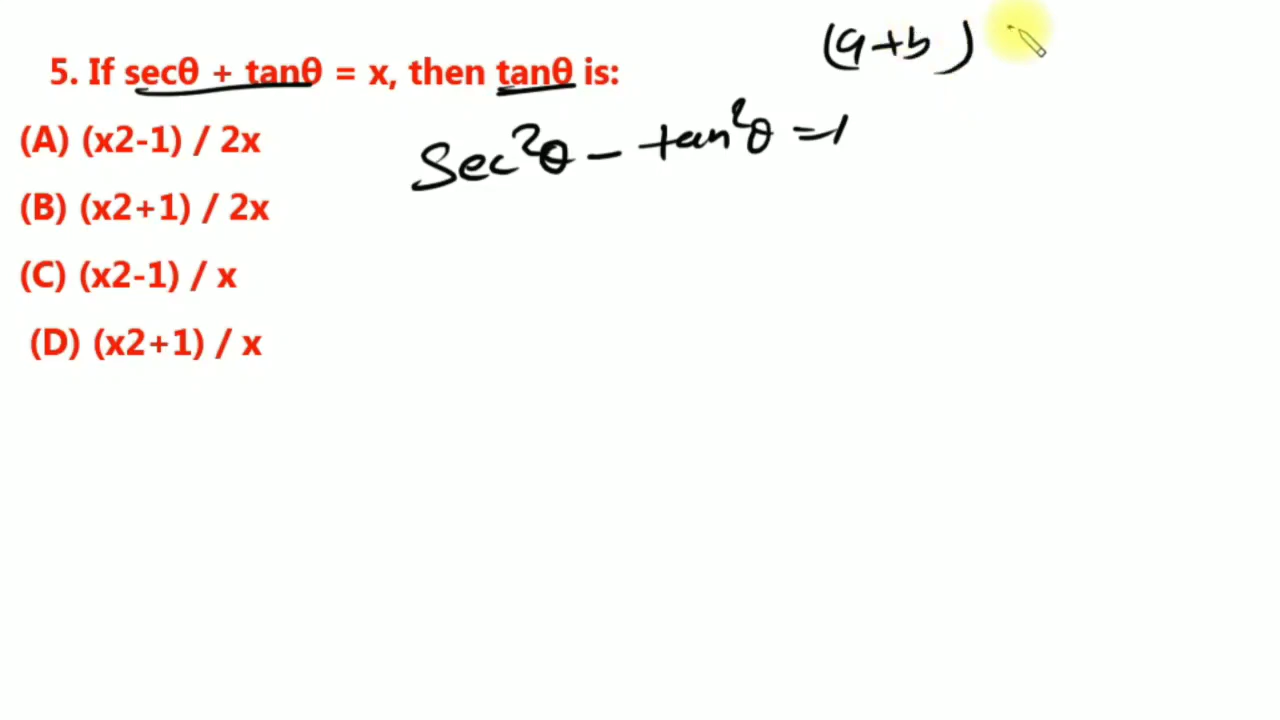 (a+b)
5. If secθ + tanθ = x, then tanθ is:
(A) (x2-1) / 2x
Sec²θ - tan²θ = 1
(B) (x2+1) / 2x
(C) (x2-1) / x
(D) (x2+1) / x